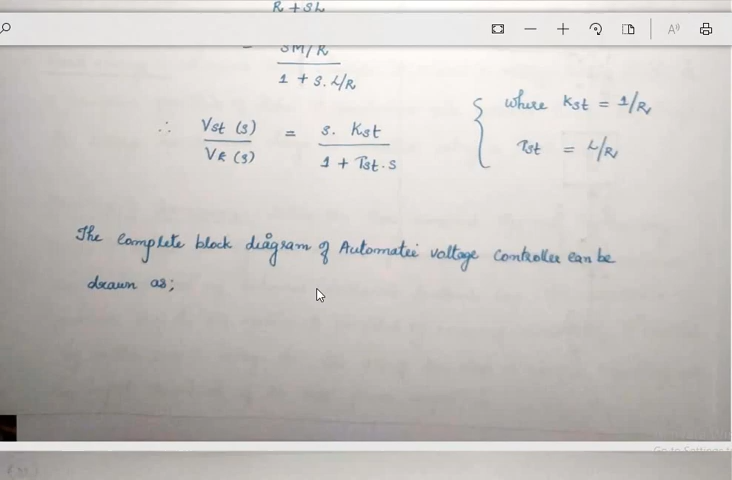 R + SL
= SM/R
1 + S. L/R
∴ Vst (s) / VR (s) = s. Kst / 1 + Tst. s
{ where Kst = 1/R
Tst = L/R
The complete block diagram of Automatic voltage controller can be
drawn as;